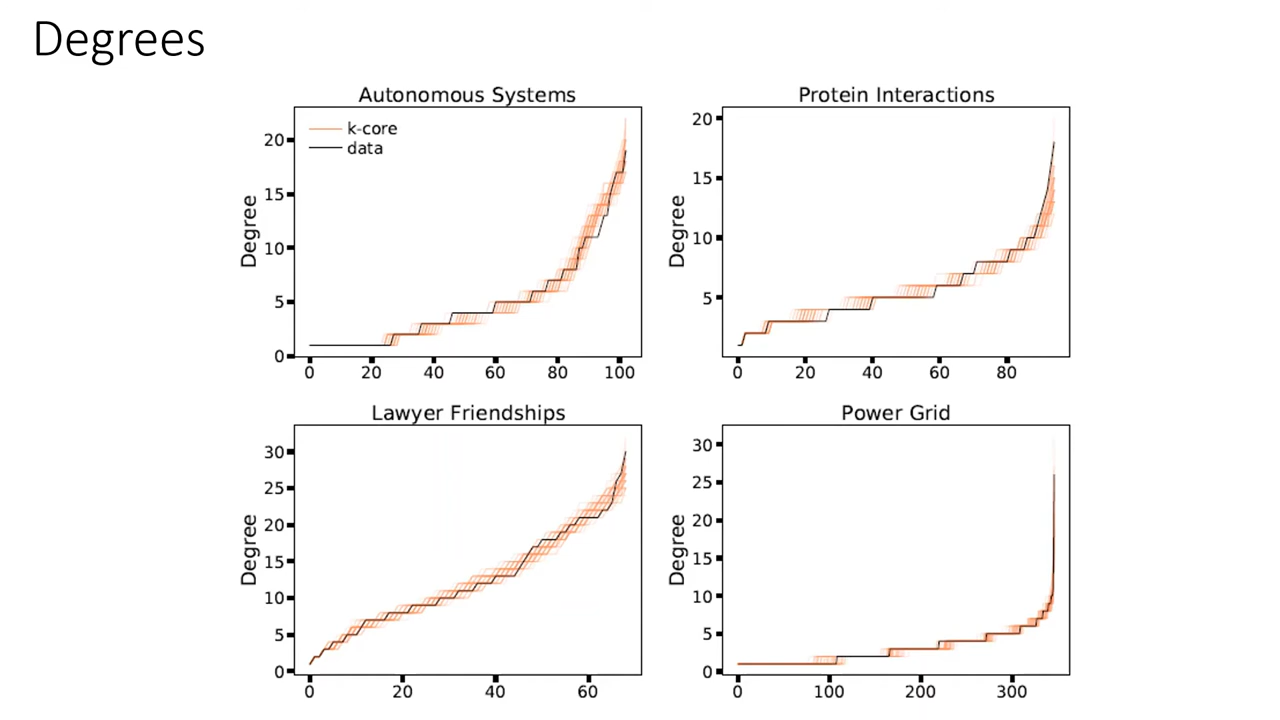 Degrees
Autonomous Systems
k-core
data
Degree
20
15
10
5
0
0 20 40 60 80 100
Protein Interactions
Degree
20
15
10
5
0 20 40 60 80
Lawyer Friendships
Degree
30
25
20
15
10
5
0
0 20 40 60
Power Grid
Degree
30
25
20
15
10
5
0
0 100 200 300